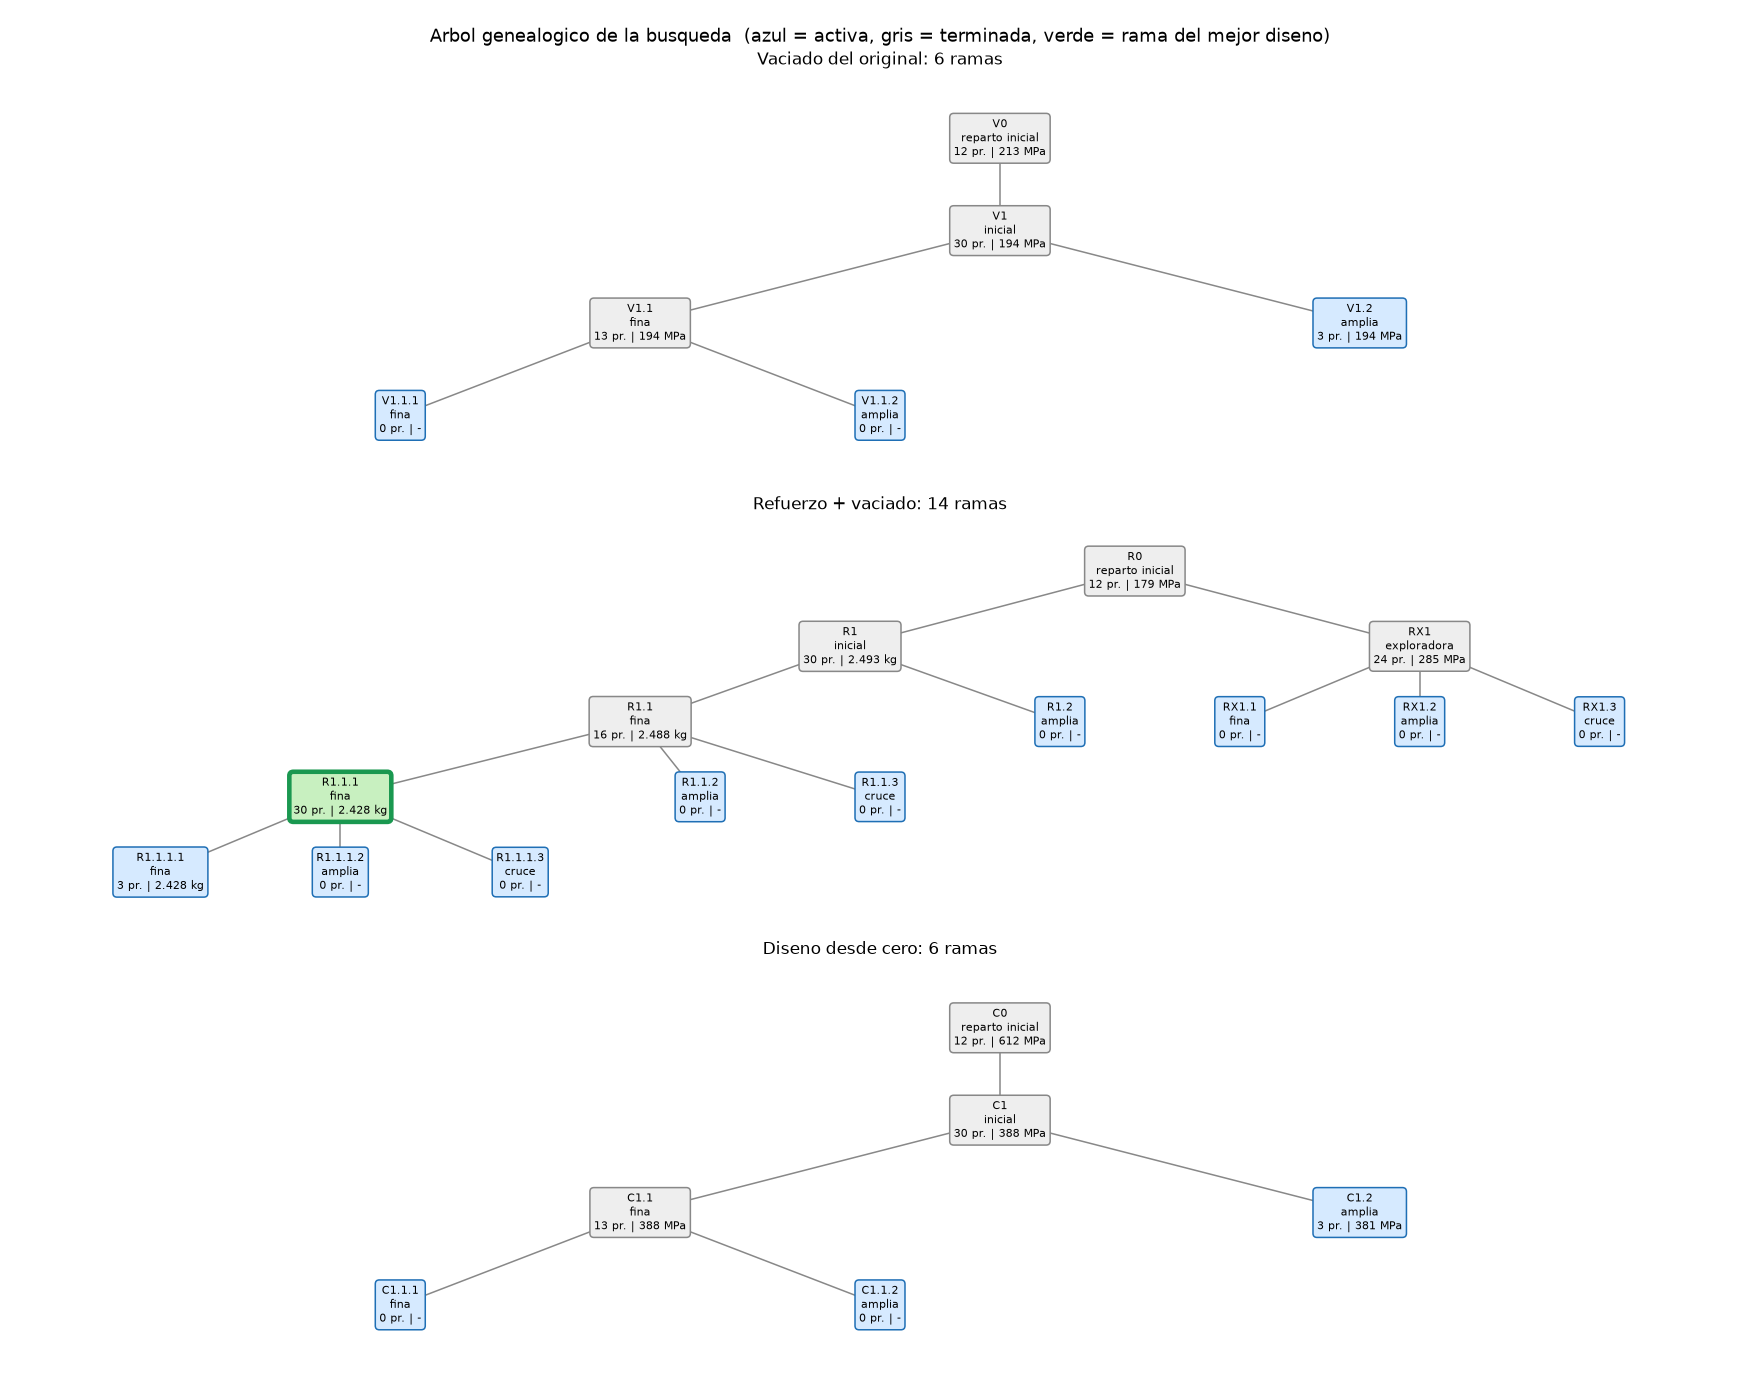 Arbol genealogico de la busqueda  (azul = activa, gris = terminada, verde = rama del mejor diseno)
Vaciado del original: 6 ramas
V0
reparto inicial
12 pr. | 213 MPa
V1
inicial
30 pr. | 194 MPa
V1.1
fina
13 pr. | 194 MPa
V1.2
amplia
3 pr. | 194 MPa
V1.1.1
fina
0 pr. | -
V1.1.2
amplia
0 pr. | -
Refuerzo + vaciado: 14 ramas
R0
reparto inicial
12 pr. | 179 MPa
R1
inicial
30 pr. | 2.493 kg
RX1
exploradora
24 pr. | 285 MPa
R1.1
fina
16 pr. | 2.488 kg
R1.2
amplia
0 pr. | -
RX1.1
fina
0 pr. | -
RX1.2
amplia
0 pr. | -
RX1.3
cruce
0 pr. | -
R1.1.1
fina
30 pr. | 2.428 kg
R1.1.2
amplia
0 pr. | -
R1.1.3
cruce
0 pr. | -
R1.1.1.1
fina
3 pr. | 2.428 kg
R1.1.1.2
amplia
0 pr. | -
R1.1.1.3
cruce
0 pr. | -
Diseno desde cero: 6 ramas
C0
reparto inicial
12 pr. | 612 MPa
C1
inicial
30 pr. | 388 MPa
C1.1
fina
13 pr. | 388 MPa
C1.2
amplia
3 pr. | 381 MPa
C1.1.1
fina
0 pr. | -
C1.1.2
amplia
0 pr. | -